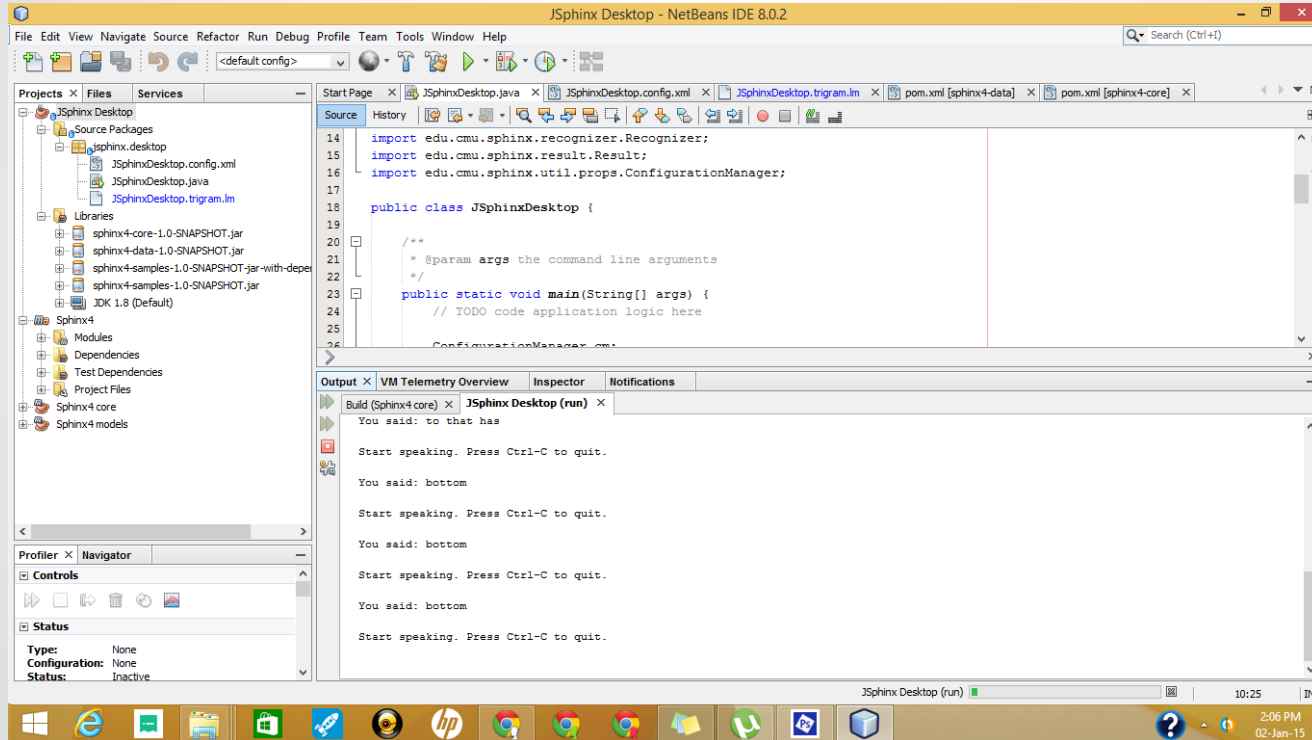 JSphinx Desktop - NetBeans IDE 8.0.2
File Edit View Navigate Source Refactor Run Debug Profile Team Tools Window Help
Search (Ctrl+I)
<default config>
Projects Files Services
JSphinx Desktop
Source Packages
jsphinx.desktop
JSphinxDesktop.config.xml
JSphinxDesktop.java
JSphinxDesktop.trigram.lm
Libraries
sphinx4-core-1.0-SNAPSHOT.jar
sphinx4-data-1.0-SNAPSHOT.jar
sphinx4-samples-1.0-SNAPSHOT-jar-with-depe
sphinx4-samples-1.0-SNAPSHOT.jar
JDK 1.8 (Default)
Sphinx4
Modules
Dependencies
Test Dependencies
Project Files
Sphinx4 core
Sphinx4 models
Start Page JSphinxDesktop.java JSphinxDesktop.config.xml JSphinxDesktop.trigram.lm pom.xml [sphinx4-data] pom.xml [sphinx4-core]
Source History
14 import edu.cmu.sphinx.recognizer.Recognizer;
15 import edu.cmu.sphinx.result.Result;
16 import edu.cmu.sphinx.util.props.ConfigurationManager;
17
18 public class JSphinxDesktop {
19
20 /**
21 * @param args the command line arguments
22 */
23 public static void main(String[] args) {
24 // TODO code application logic here
25
26 ConfigurationManager cm;
Output VM Telemetry Overview Inspector Notifications
Build (Sphinx4 core) JSphinx Desktop (run)
You said: to that has
Start speaking. Press Ctrl-C to quit.
You said: bottom
Start speaking. Press Ctrl-C to quit.
You said: bottom
Start speaking. Press Ctrl-C to quit.
You said: bottom
Start speaking. Press Ctrl-C to quit.
Profiler Navigator
Controls
Status
Type: None
Configuration: None
Status: Inactive
JSphinx Desktop (run)
10:25
hp
Ps
2:06 PM
02-Jan-15